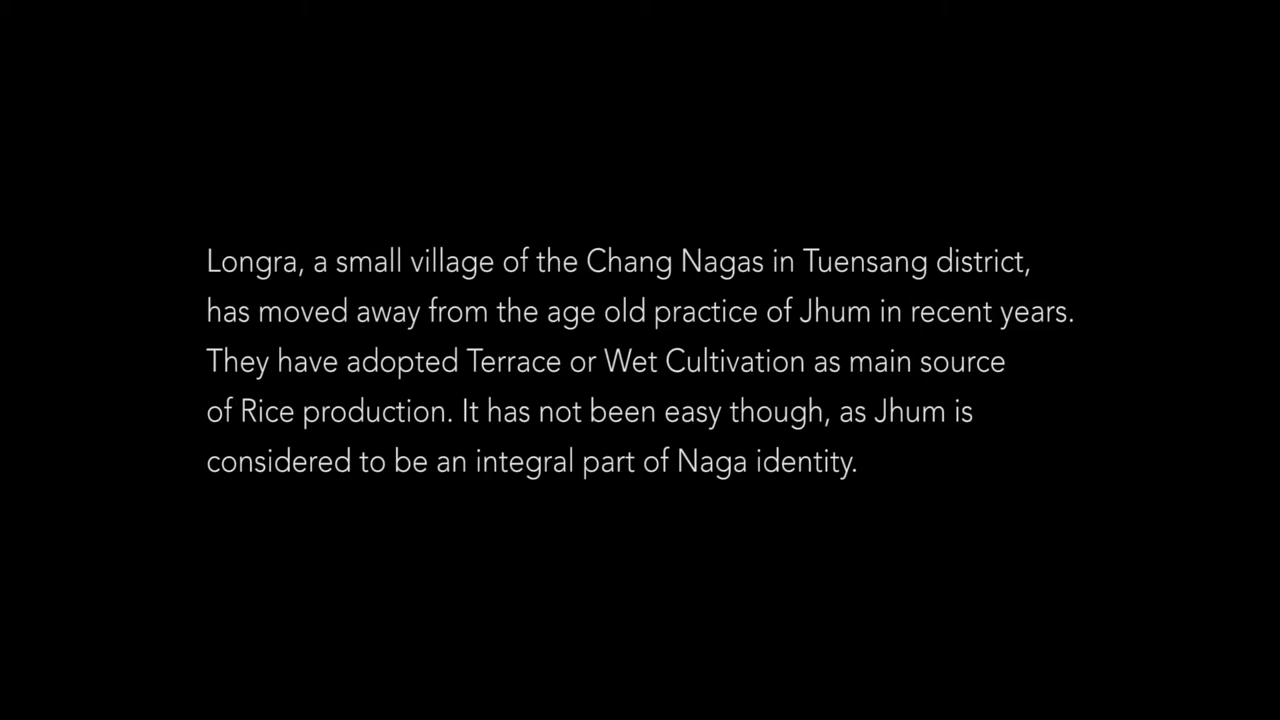 Longra, a small village of the Chang Nagas in Tuensang district,
has moved away from the age old practice of Jhum in recent years.
They have adopted Terrace or Wet Cultivation as main source
of Rice production. It has not been easy though, as Jhum is
considered to be an integral part of Naga identity.